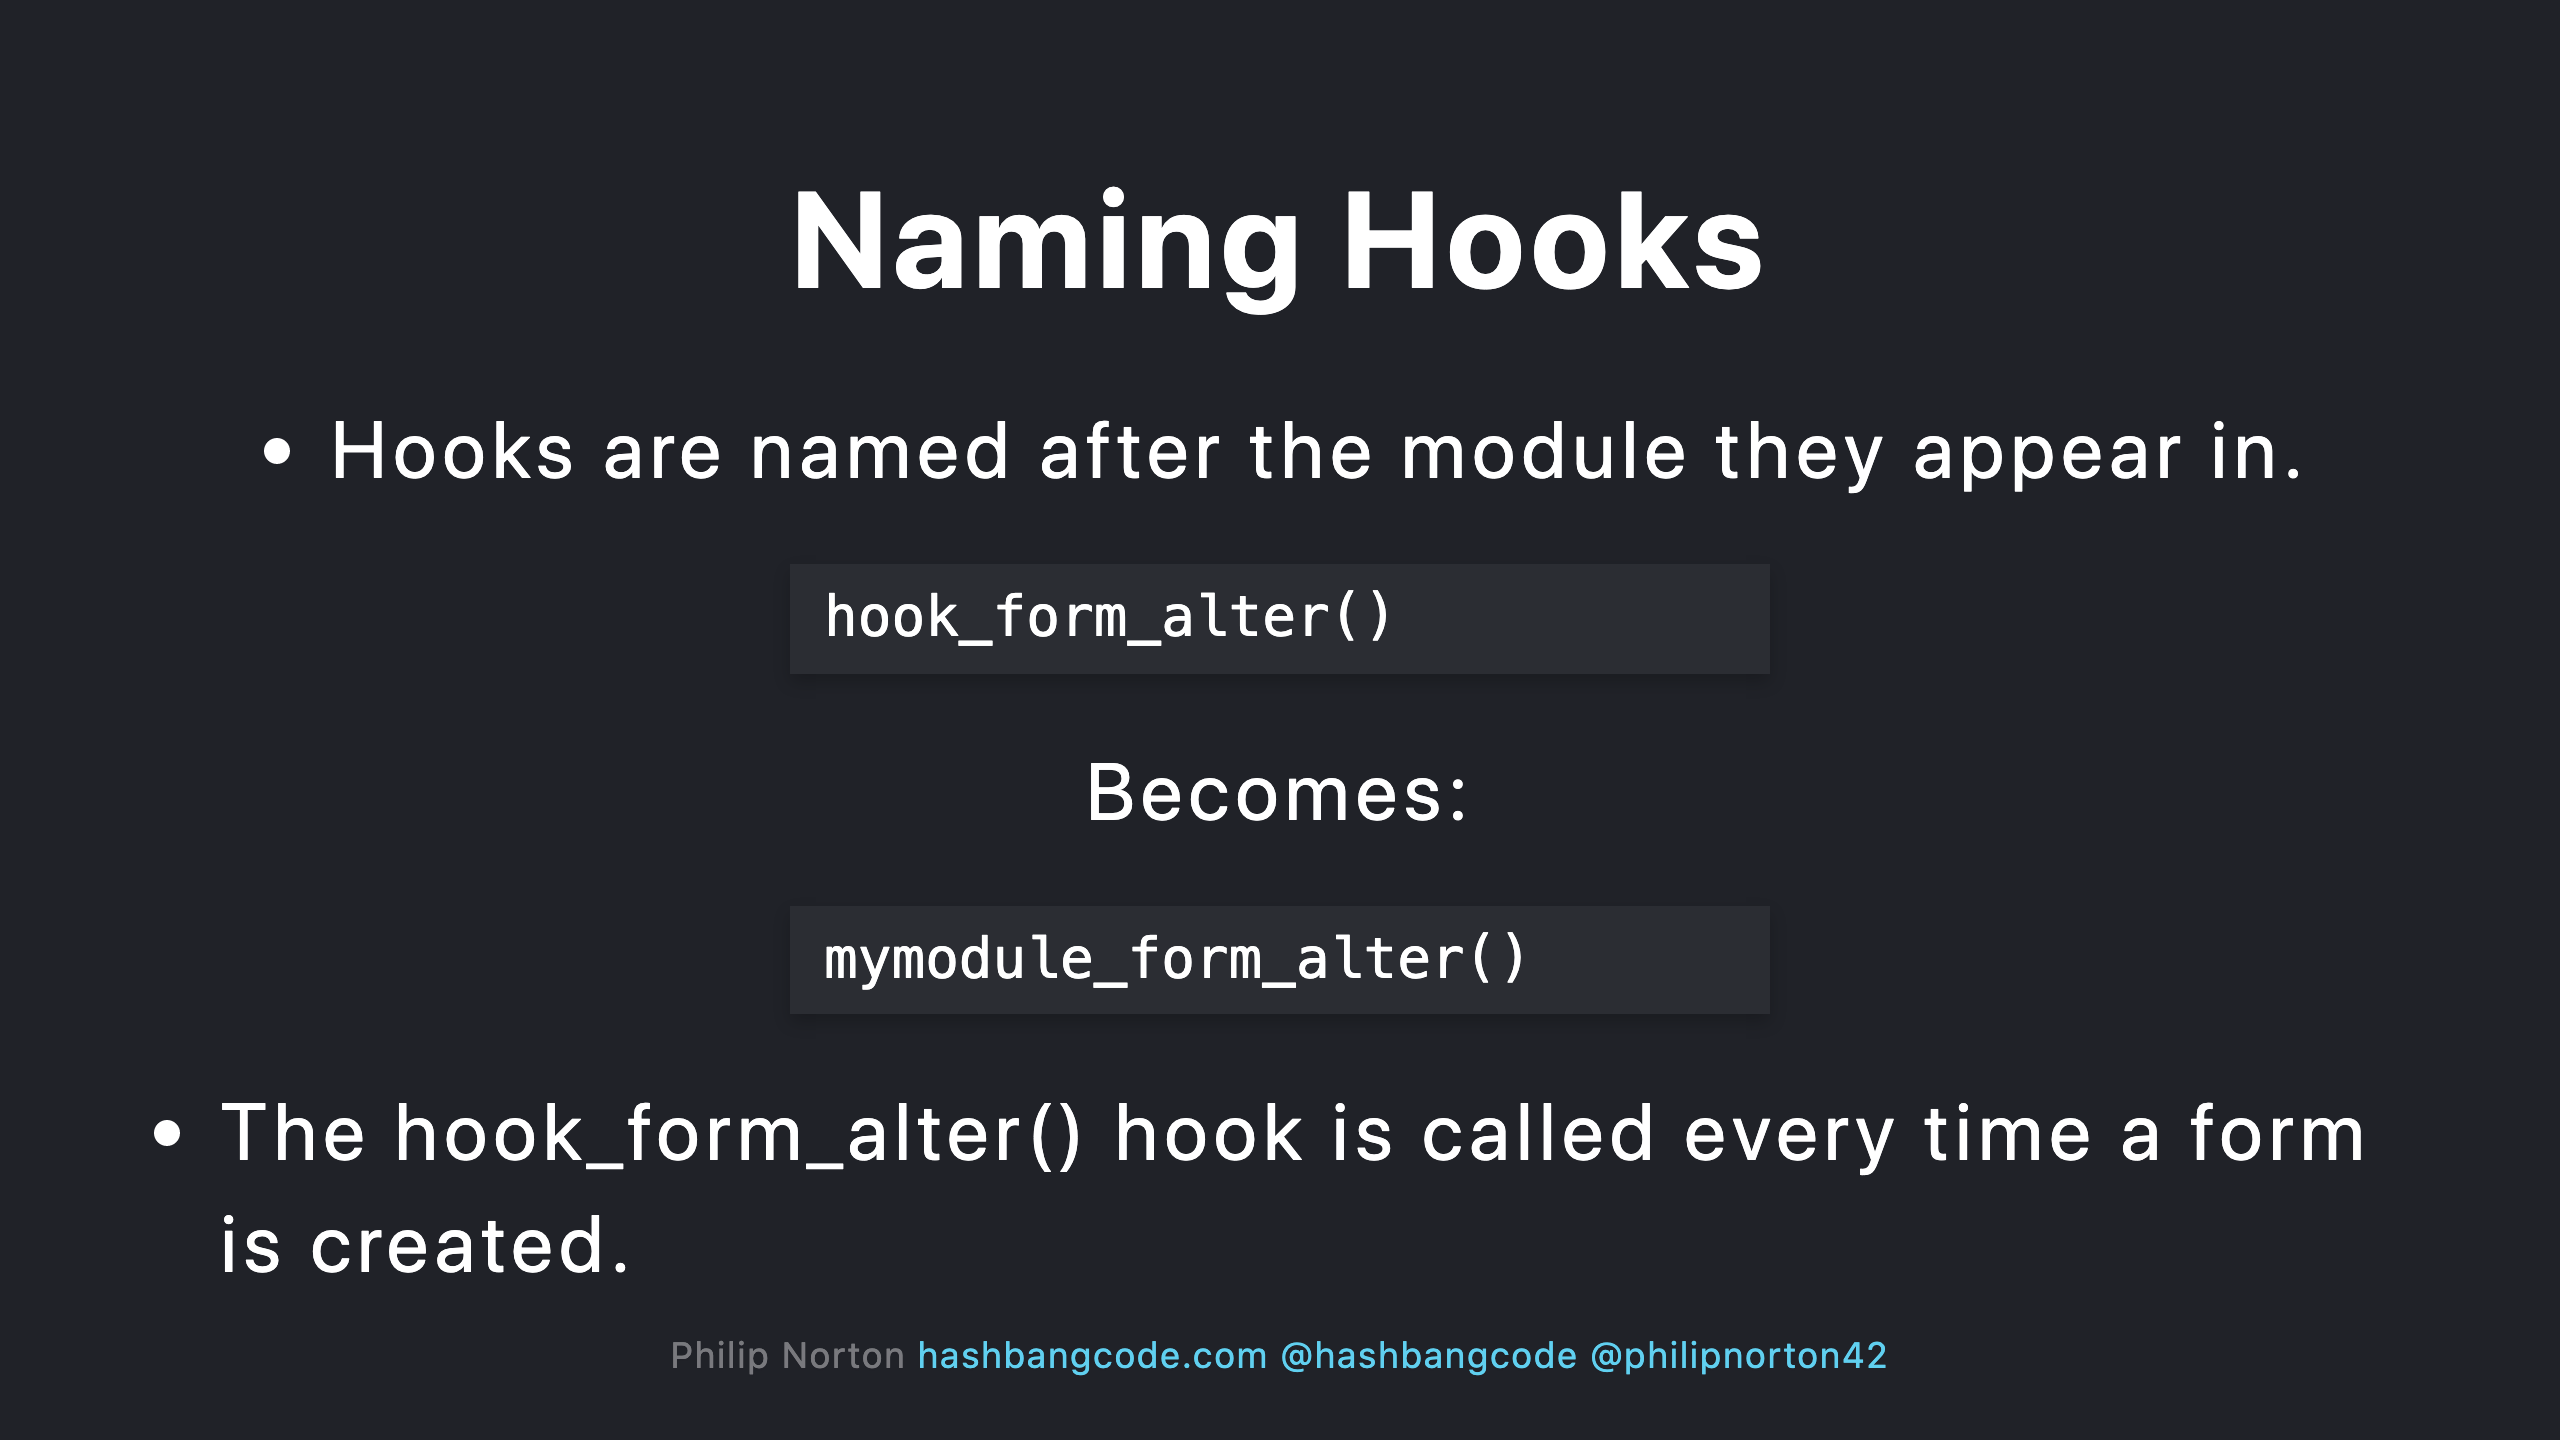 Naming Hooks
• Hooks are named after the module they appear in.
hook_form_alter()
Becomes:
mymodule_form_alter()
• The hook_form_alter() hook is called every time a form
is created.
Philip Norton hashbangcode.com @hashbangcode @philipnorton42